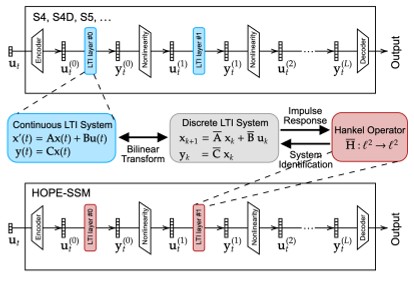 S4, S4D, S5, ...
u_t Encoder u_t^(0) LTI layer #0 y_t^(0) Nonlinearity u_t^(1) LTI layer #1 y_t^(1) Nonlinearity u_t^(2) ...... y_t^(L) Decoder Output
Continuous LTI System
x'(t) = Ax(t) + Bu(t)
y(t) = Cx(t)
Bilinear
Transform
Discrete LTI System
x_{k+1} = A̅ x_k + B̅ u_k
y_k = C̅ x_k
Impulse
Response
System
Identification
Hankel Operator
H̅ : ℓ² → ℓ²
HOPE-SSM
u_t Encoder u_t^(0) LTI layer #0 y_t^(0) Nonlinearity u_t^(1) LTI layer #1 y_t^(1) Nonlinearity u_t^(2) ...... y_t^(L) Decoder Output